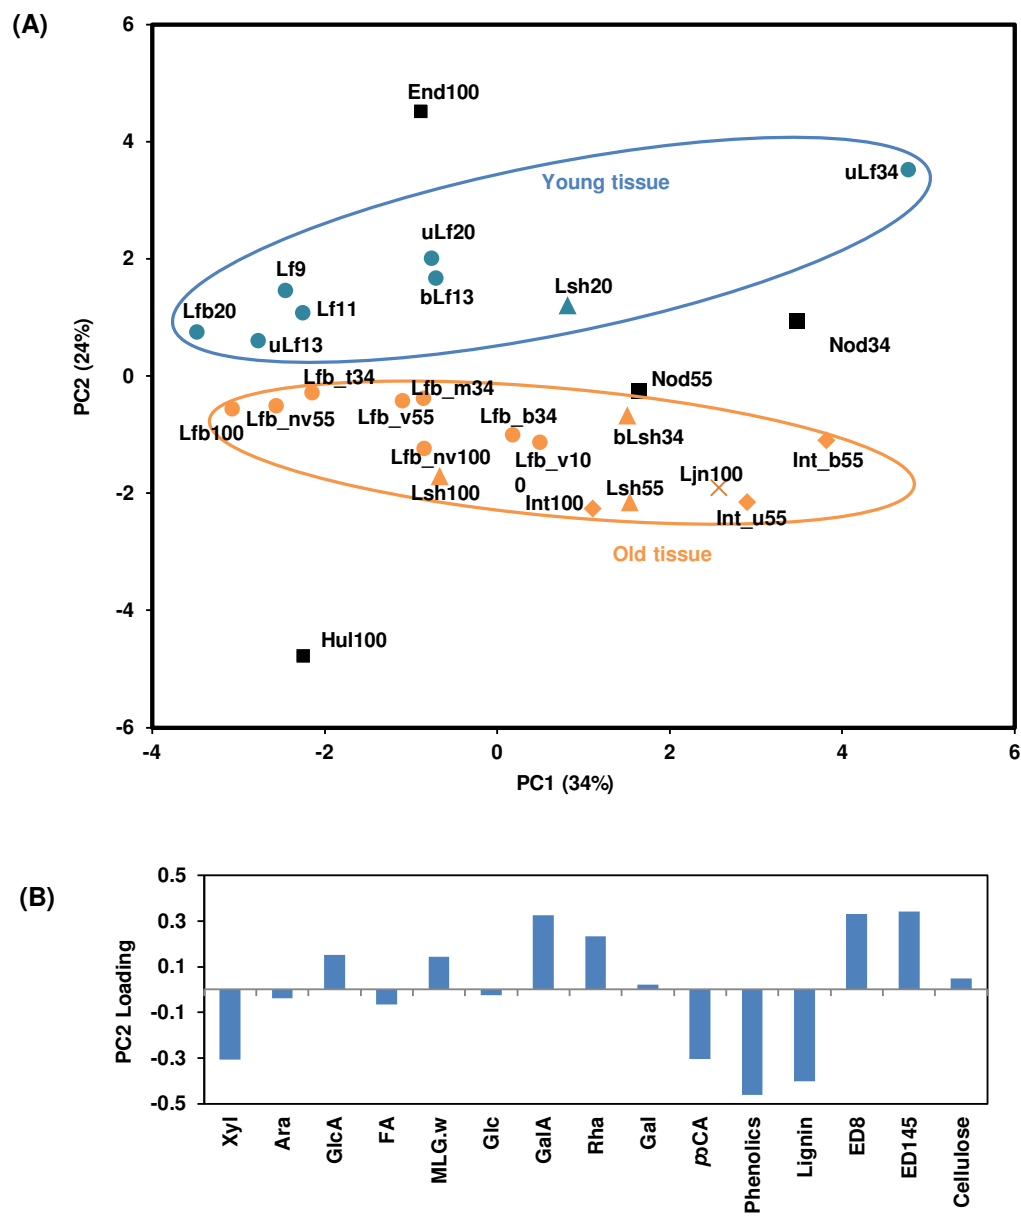 (A)
6
End100
4
uLf34
Young tissue
uLf20
2
Lf9
bLf13
Lsh20
Lfb20
Lf11
uLf13
Nod34
PC2 (24%)
0
Lfb_t34
Nod55
Lfb_m34
Lfb_nv55
Lfb_v55
Lfb_b34
Lfb100
bLsh34
Lfb_nv100
Lfb_v10
0
Int_b55
Ljn100
-2
Lsh100
Int100
Lsh55
Int_u55
Old tissue
-4
Hul100
-6
-4 -2 0 2 4 6
PC1 (34%)
(B)
0.5
0.3
0.1
-0.1
-0.3
-0.5
PC2 Loading
Xyl
Ara
GlcA
FA
MLG.w
Glc
GalA
Rha
Gal
pCA
Phenolics
Lignin
ED8
ED145
Cellulose